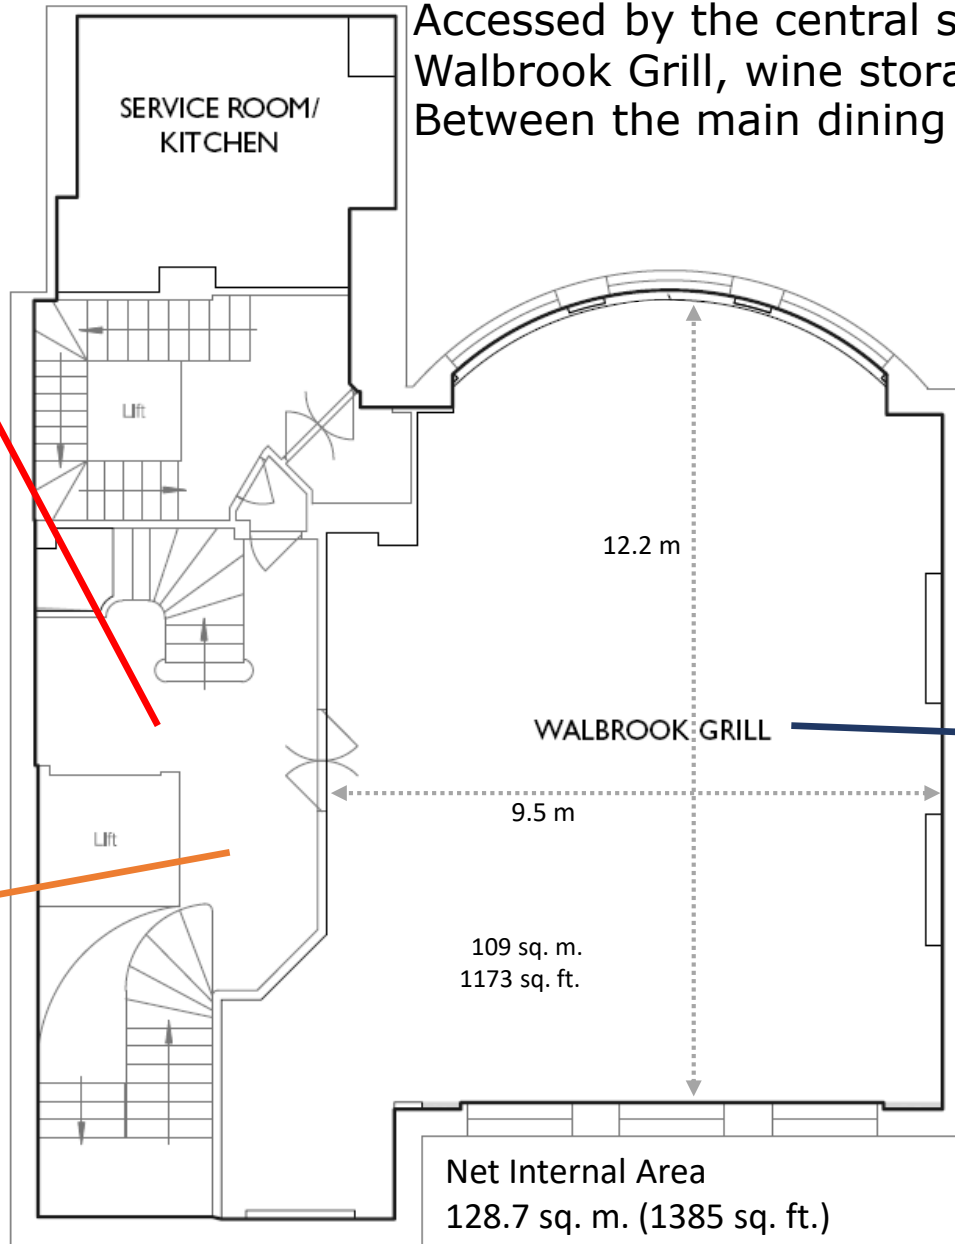 Accessed by the central s
Walbrook Grill, wine stora
Between the main dining
SERVICE ROOM/
KITCHEN
Lift
12.2 m
WALBROOK GRILL
9.5 m
Lift
109 sq. m.
1173 sq. ft.
Net Internal Area
128.7 sq. m. (1385 sq. ft.)